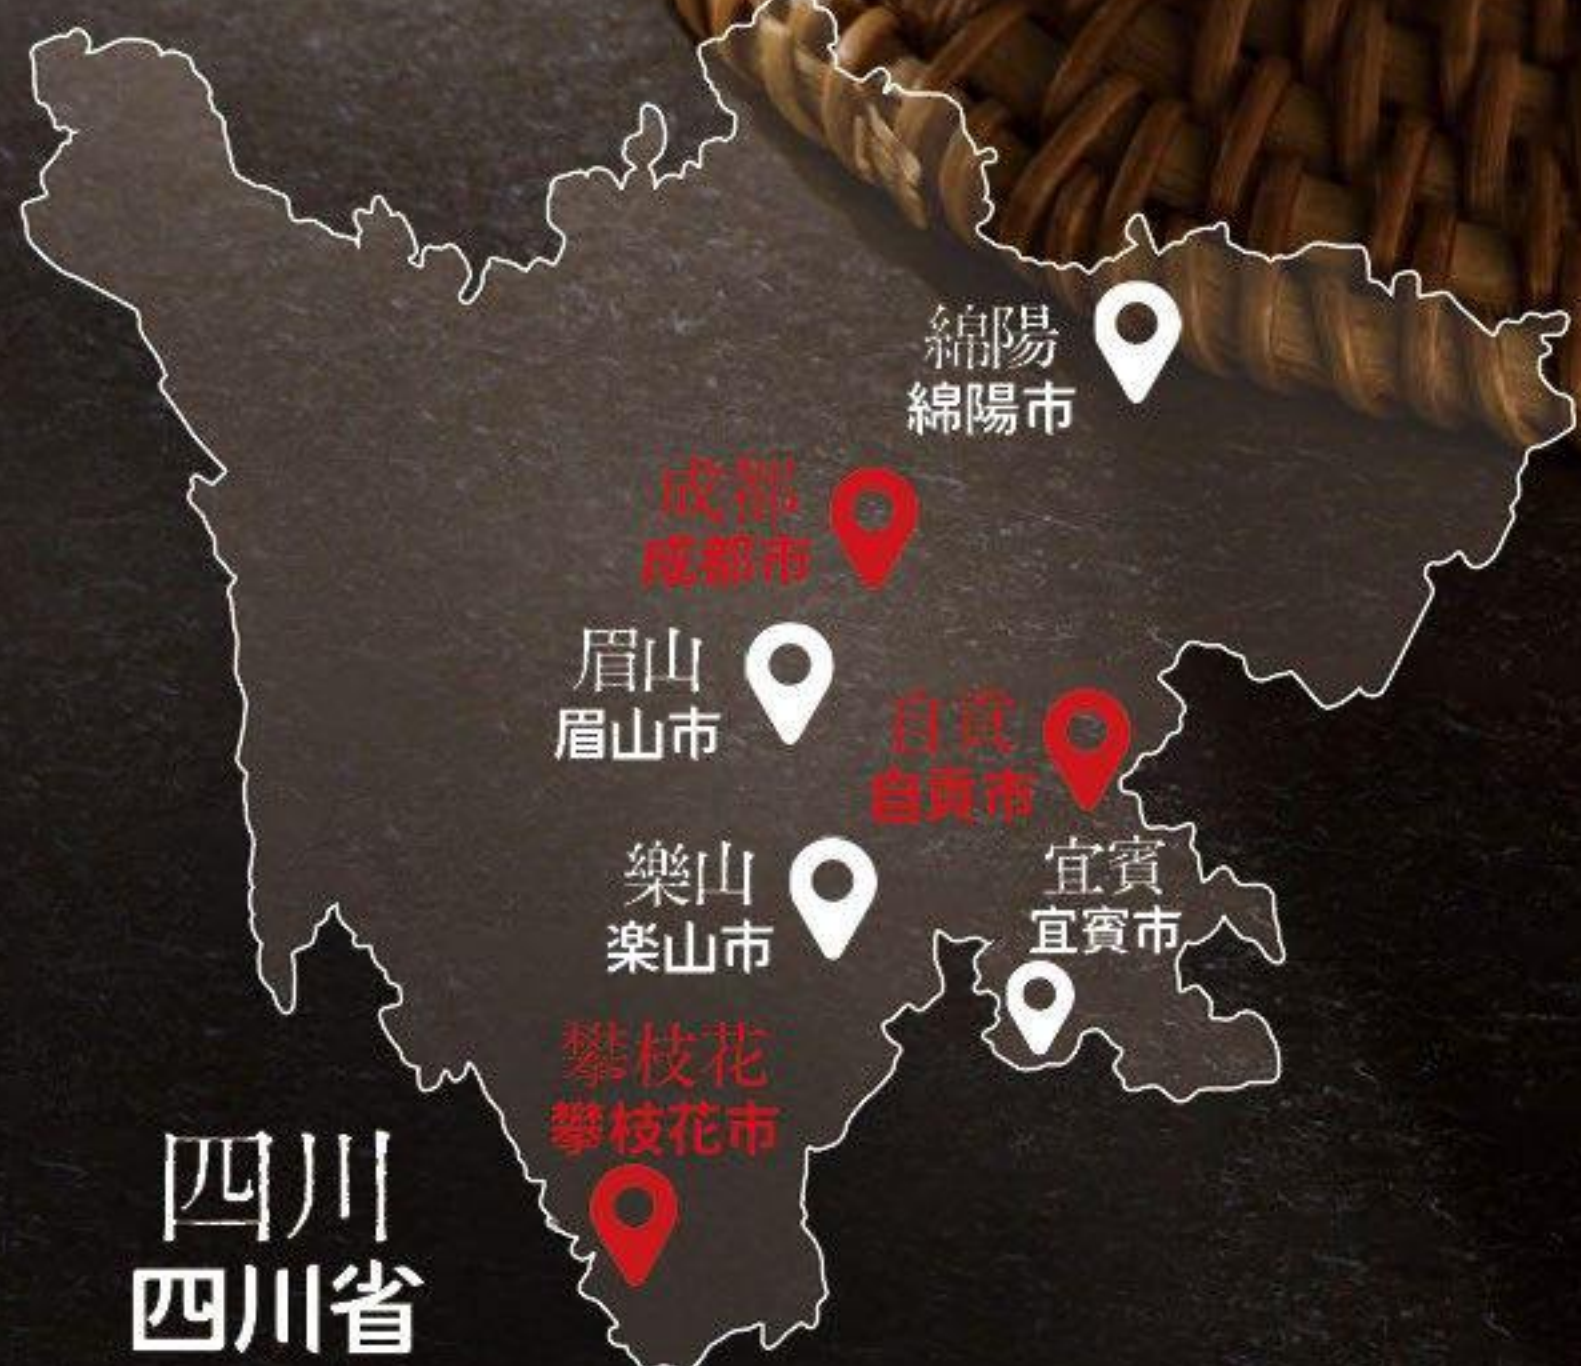 綿陽
綿陽市
成都
成都市
眉山
眉山市
自貢
自貢市
樂山
楽山市
宜賓
宜賓市
攀枝花
攀枝花市
四川
四川省